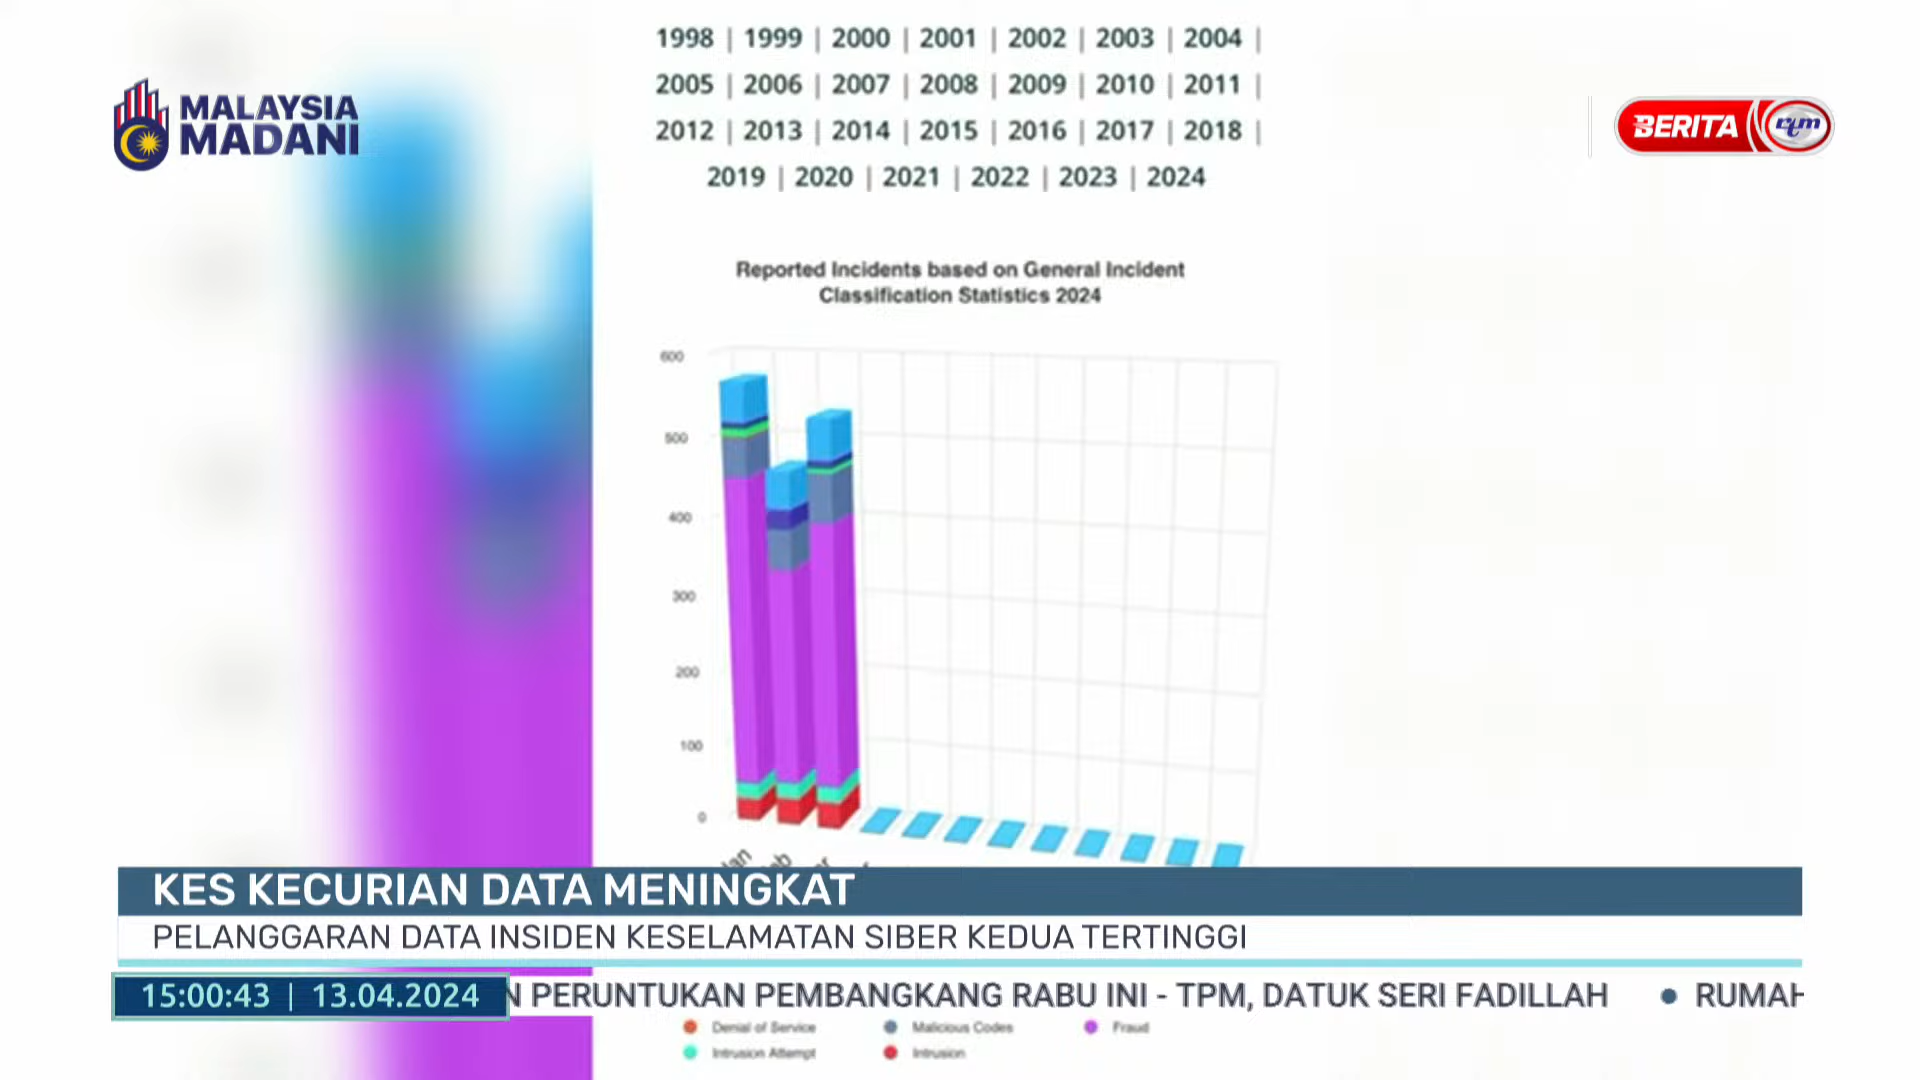 1998 | 1999 | 2000 | 2001 | 2002 | 2003 | 2004 |
2005 | 2006 | 2007 | 2008 | 2009 | 2010 | 2011 |
2012 | 2013 | 2014 | 2015 | 2016 | 2017 | 2018 |
2019 | 2020 | 2021 | 2022 | 2023 | 2024
MALAYSIA
MADANI
BERITA rtm
Reported Incidents based on General Incident
Classification Statistics 2024
600
500
400
300
200
100
0
KES KECURIAN DATA MENINGKAT
PELANGGARAN DATA INSIDEN KESELAMATAN SIBER KEDUA TERTINGGI
15:00:43 | 13.04.2024 N PERUNTUKAN PEMBANGKANG RABU INI - TPM, DATUK SERI FADILLAH • RUMAH
Denial of Service Malicious Codes Fraud
Intrusion Attempt Intrusion